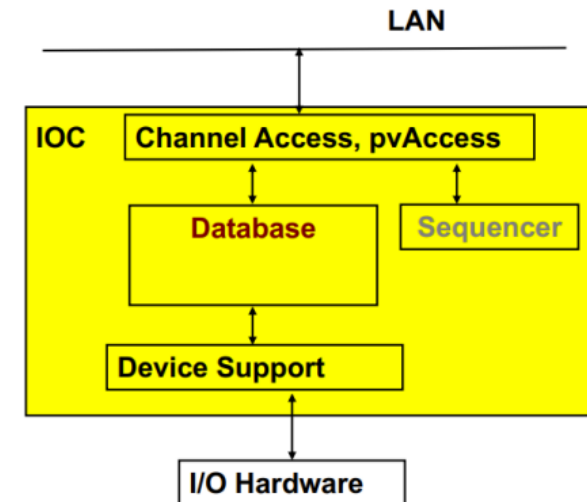 LAN
IOC
Channel Access, pvAccess
Database
Sequencer
Device Support
I/O Hardware